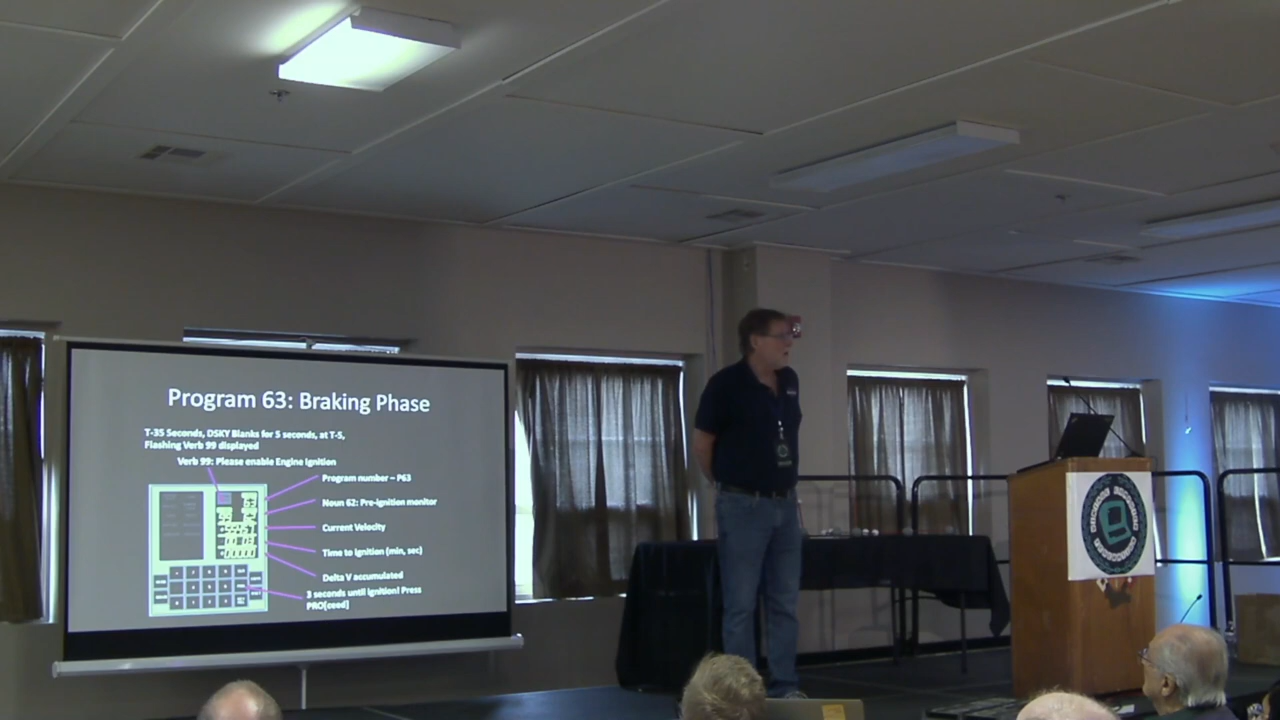 Program 63: Braking Phase
T-35 Seconds, DSKY Blanks for 5 seconds, at T-5,
Flashing Verb 99 displayed
Verb 99: Please enable Engine Ignition
Program number – P63
Noun 62: Pre-ignition monitor
Current Velocity
Time to Ignition (min, sec)
Delta V accumulated
3 seconds until ignition! Press
PRO[ceed]
63